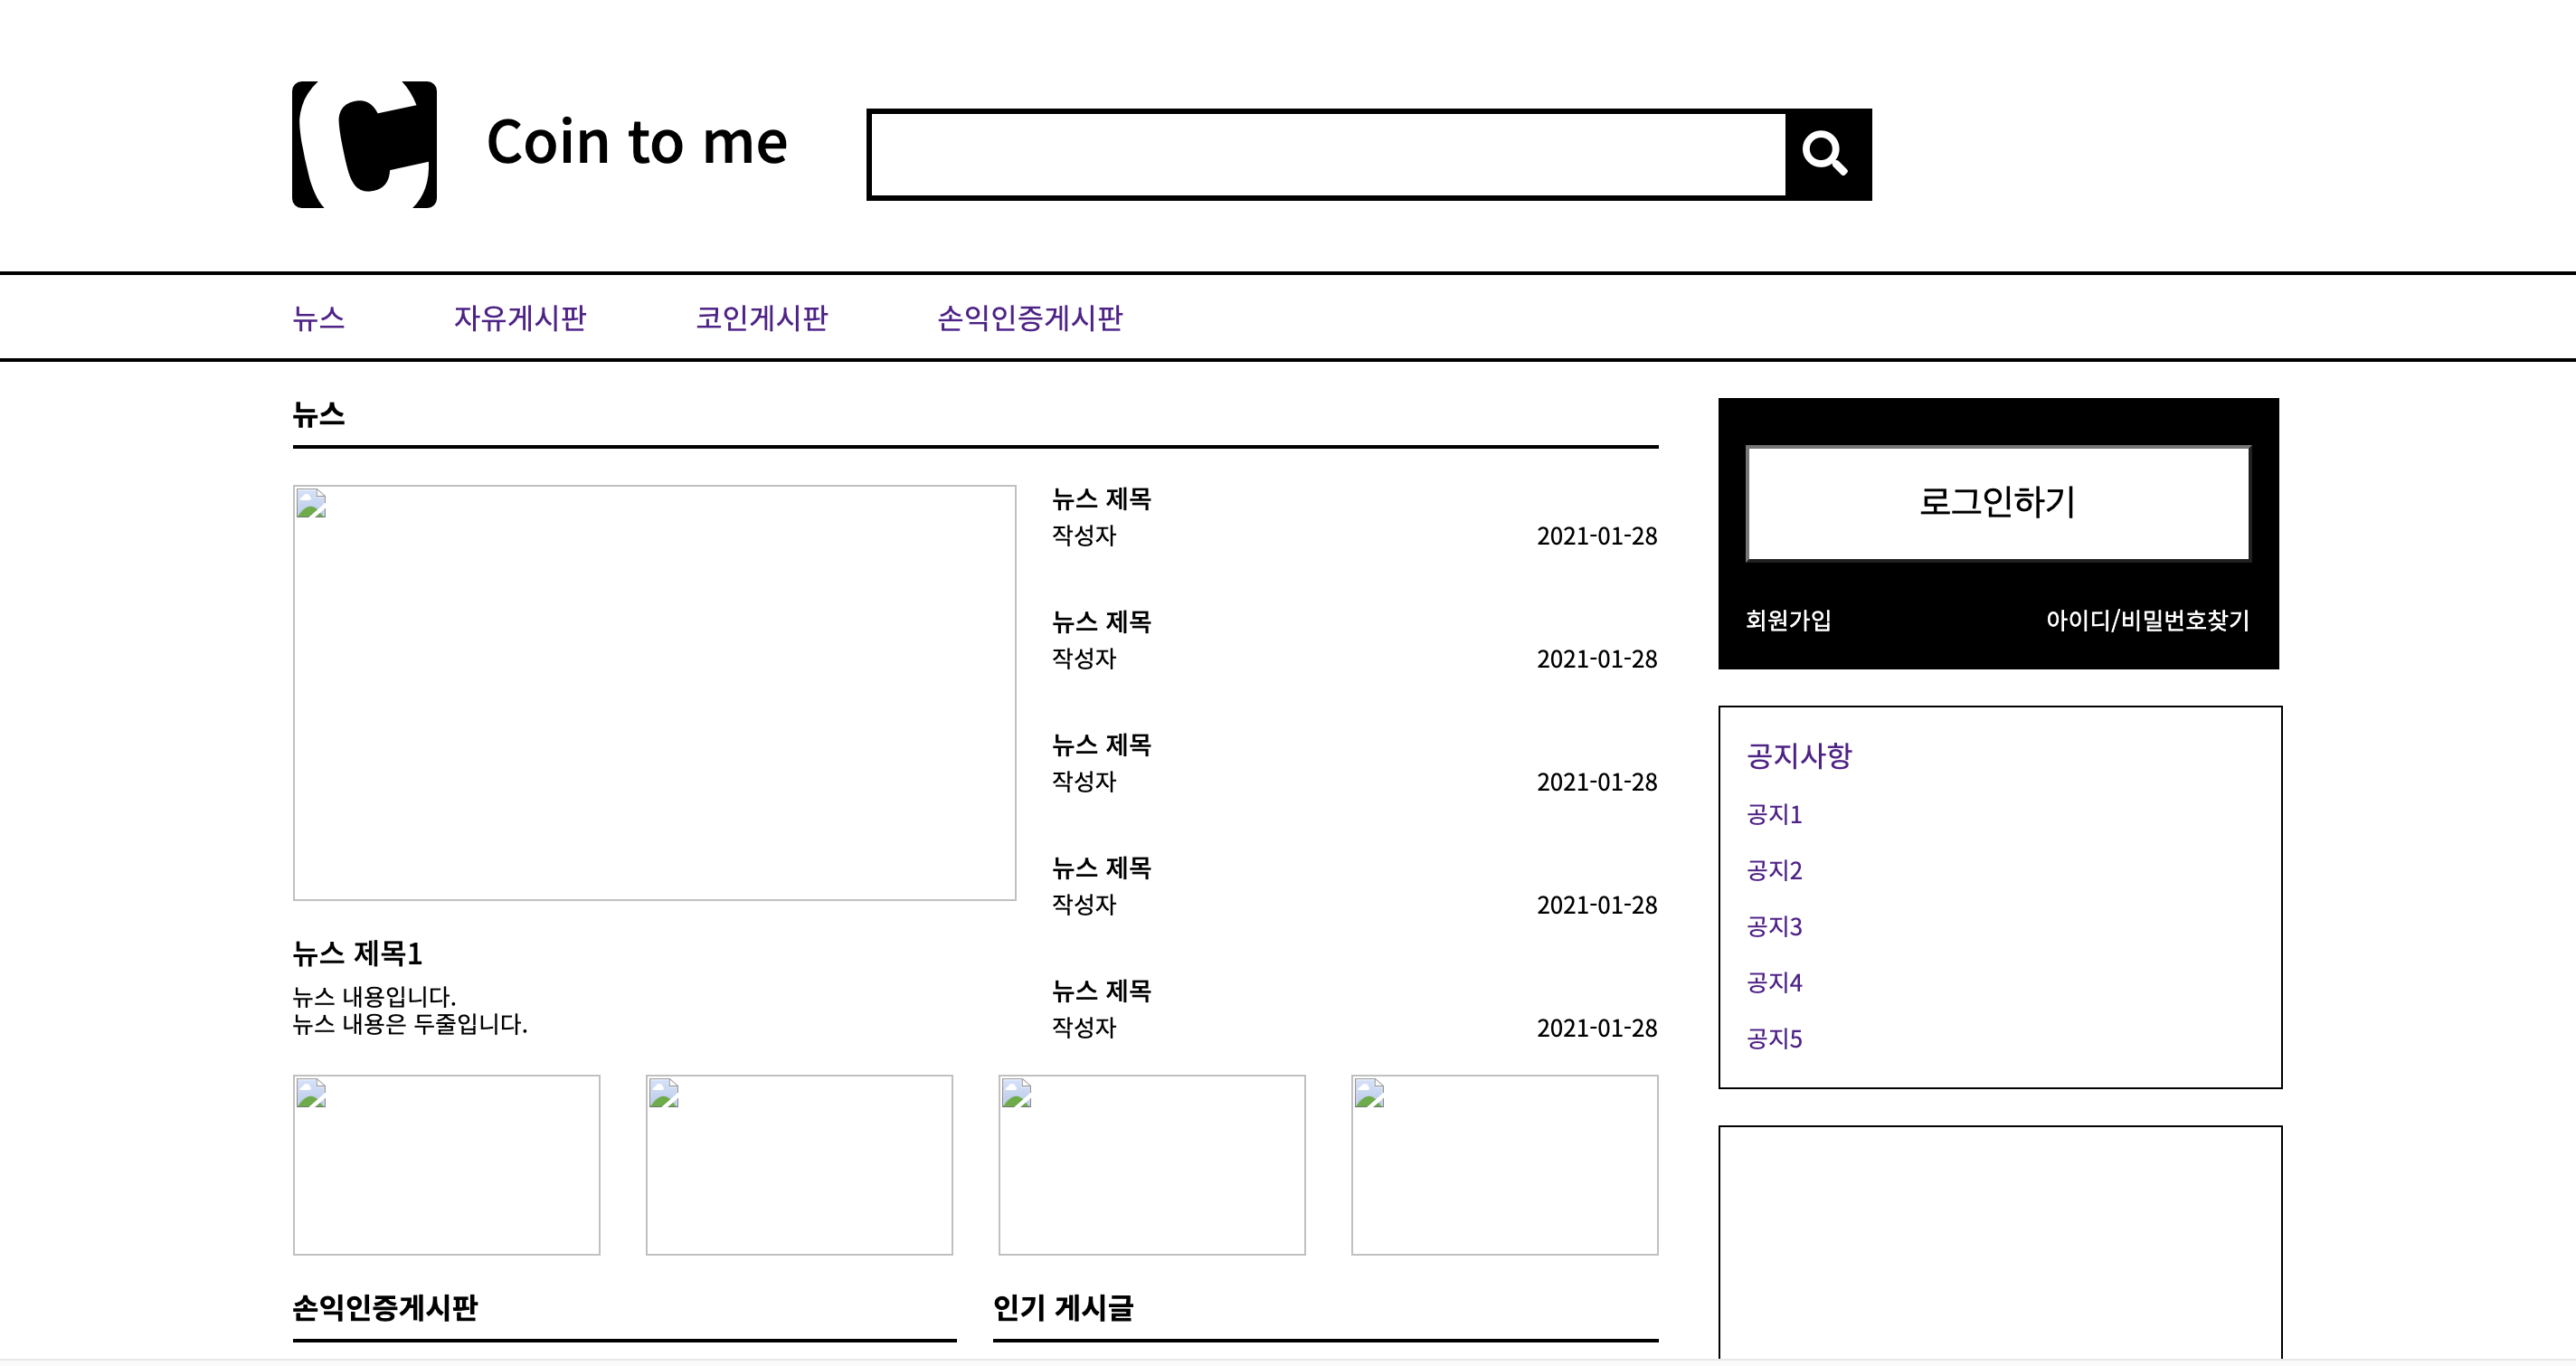 Coin to me
뉴스 자유게시판 코인게시판 손익인증게시판
뉴스
뉴스 제목
작성자 2021-01-28
뉴스 제목
작성자 2021-01-28
뉴스 제목
작성자 2021-01-28
뉴스 제목
작성자 2021-01-28
뉴스 제목
작성자 2021-01-28
뉴스 제목1
뉴스 내용입니다.
뉴스 내용은 두줄입니다.
손익인증게시판
인기 게시글
로그인하기
회원가입 아이디/비밀번호찾기
공지사항
공지1
공지2
공지3
공지4
공지5